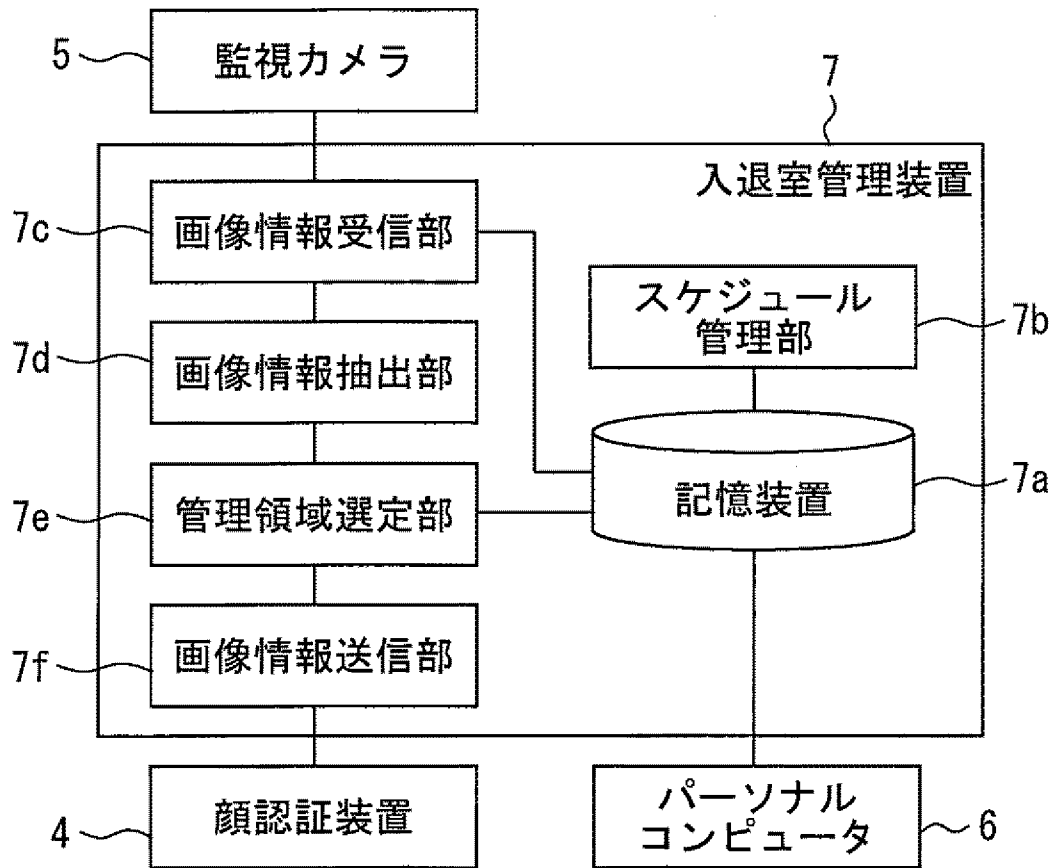 5
監視カメラ
7
入退室管理装置
7c
画像情報受信部
スケジュール
管理部
7b
7d
画像情報抽出部
7e
管理領域選定部
記憶装置
7a
7f
画像情報送信部
4
顔認証装置
パーソナル
コンピュータ
6